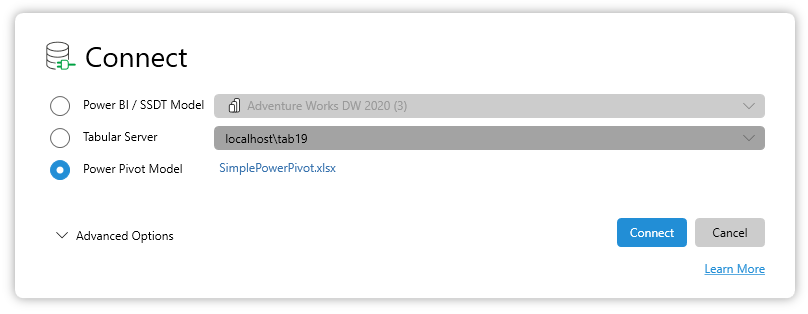 Connect
Power BI / SSDT Model Adventure Works DW 2020 (3)
Tabular Server localhost\tab19
Power Pivot Model SimplePowerPivot.xlsx
Advanced Options Connect Cancel
Learn More